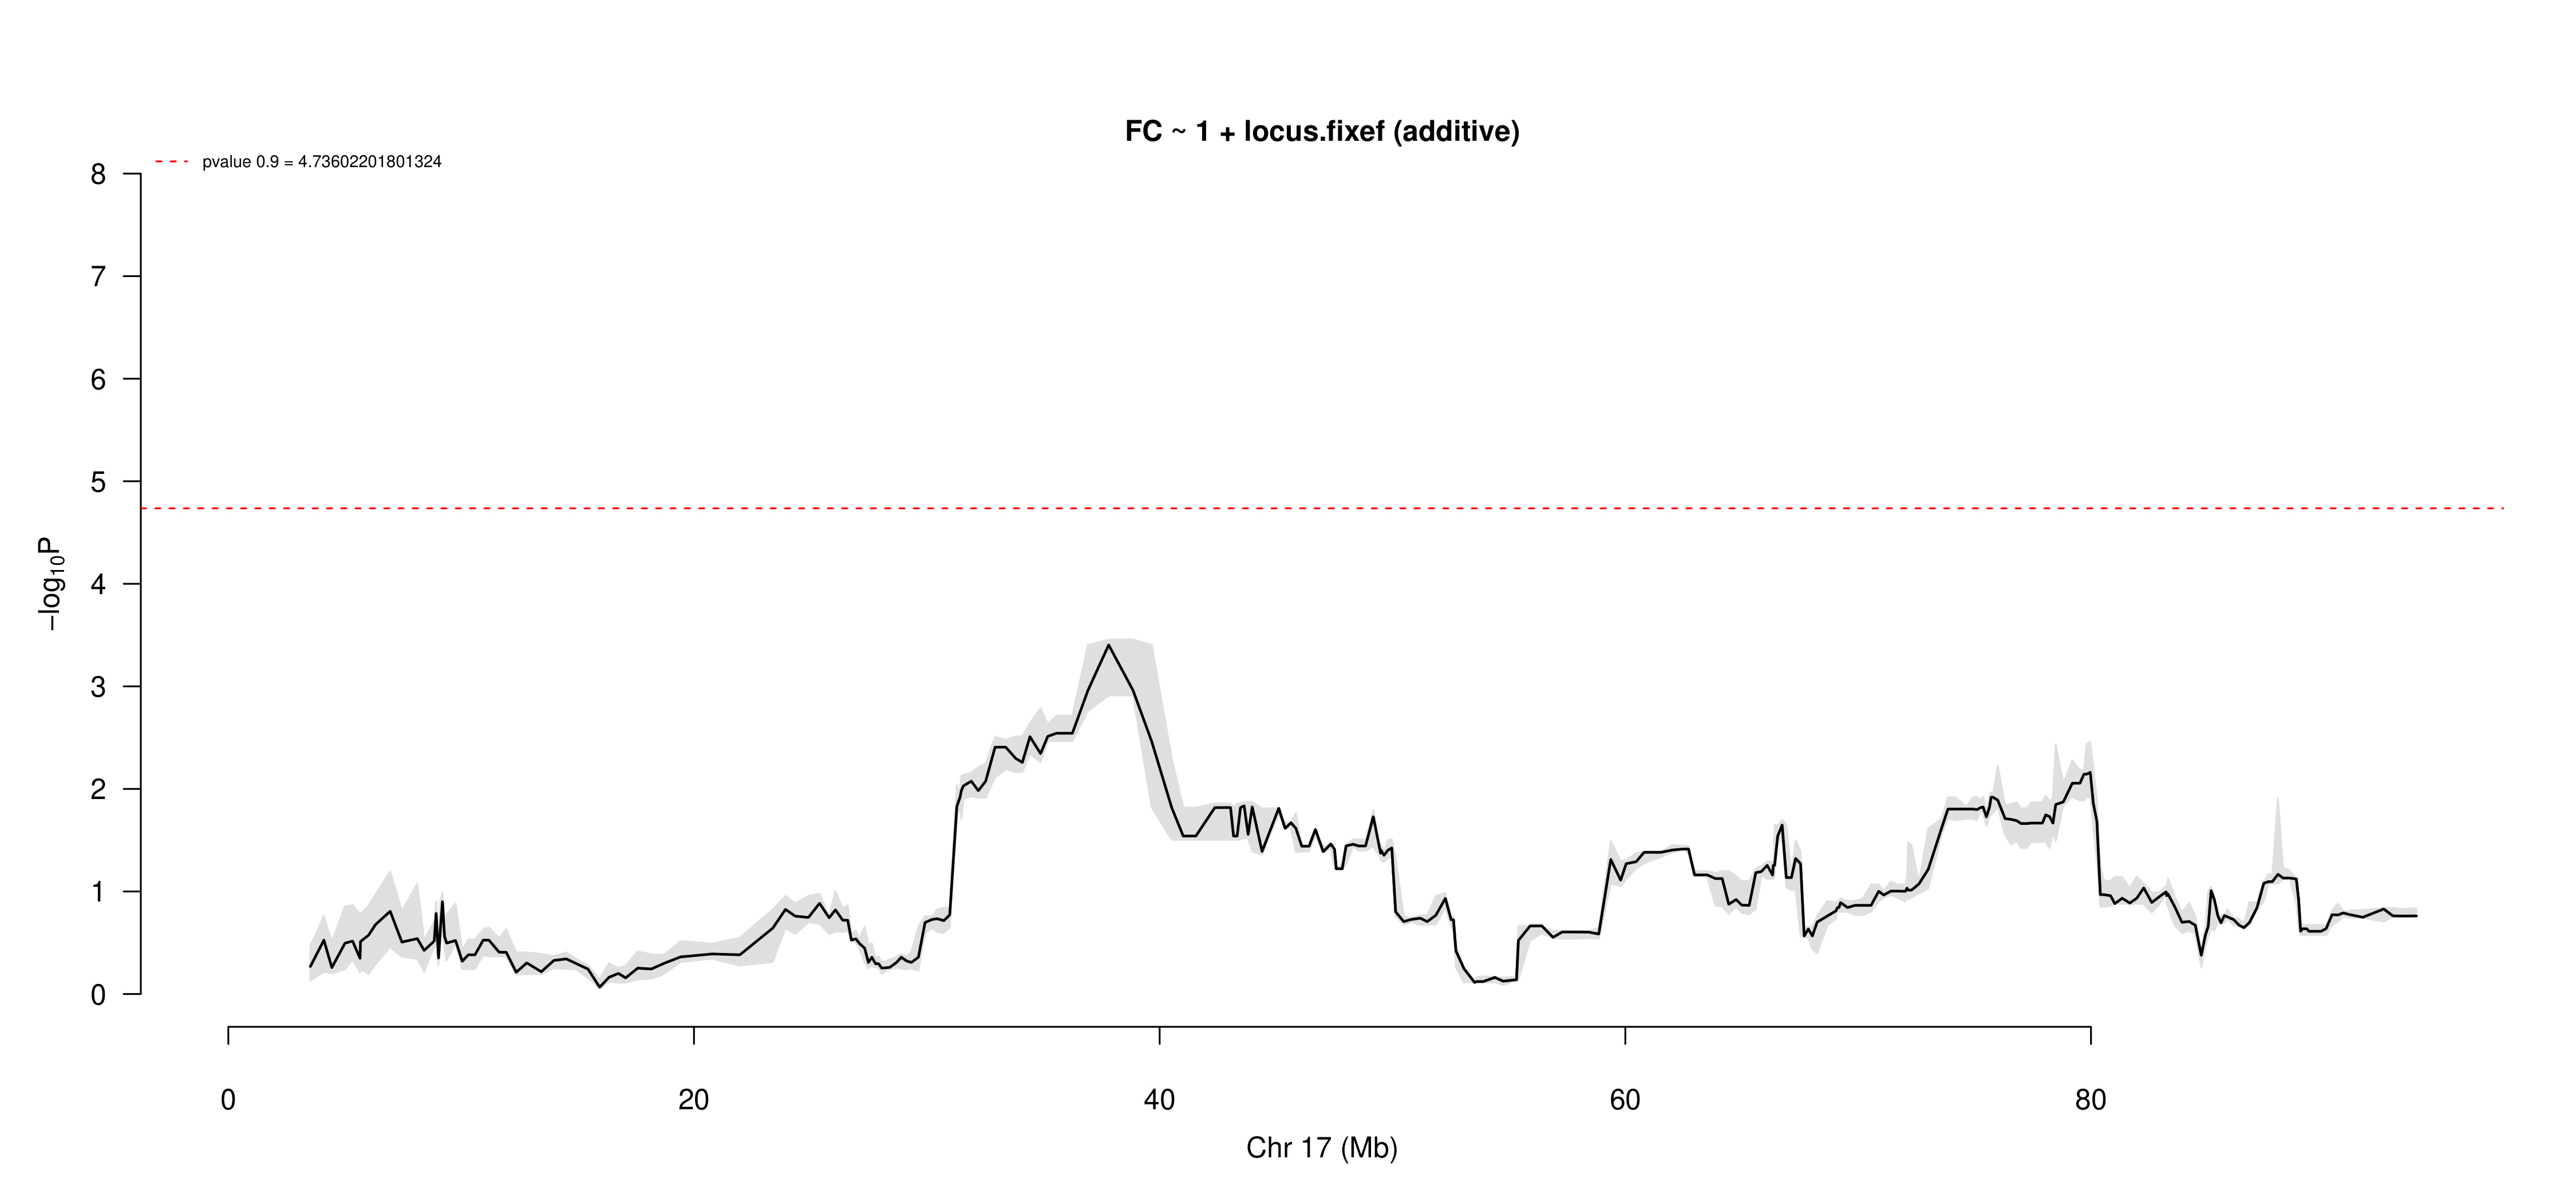 FC ~ 1 + locus.fixef (additive)
pvalue 0.9 = 4.73602201801324
8
7
6
5
4
3
2
1
0
−log10P
0 20 40 60 80
Chr 17 (Mb)